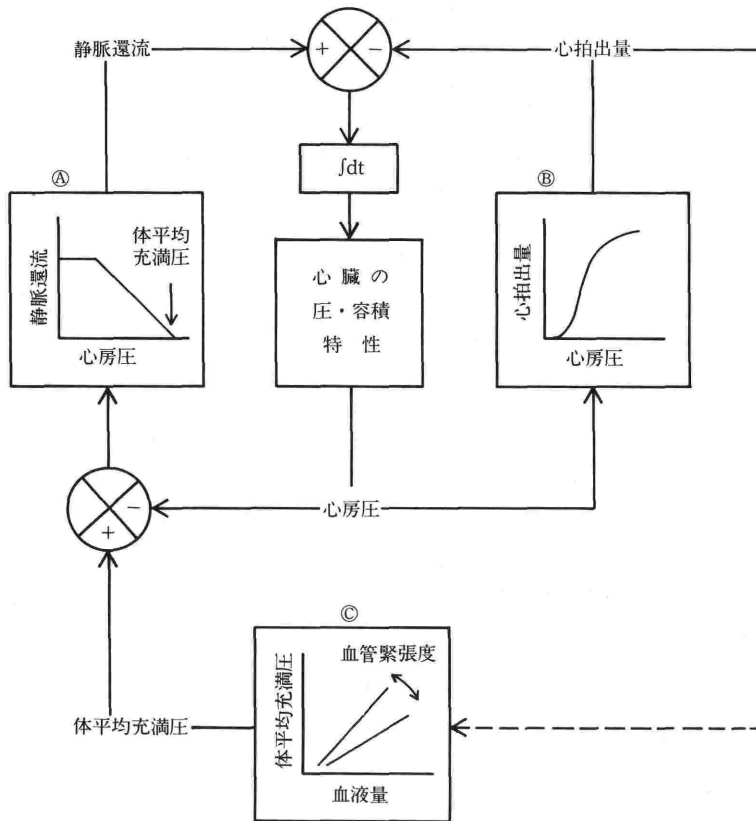 静脈還流
+
−
心拍出量
∫dt
Ⓐ
静脈還流
体平均
充満圧
心房圧
心臓の
圧・容積
特性
Ⓑ
心拍出量
心房圧
−
+
心房圧
Ⓒ
体平均充満圧
血管緊張度
血液量
体平均充満圧